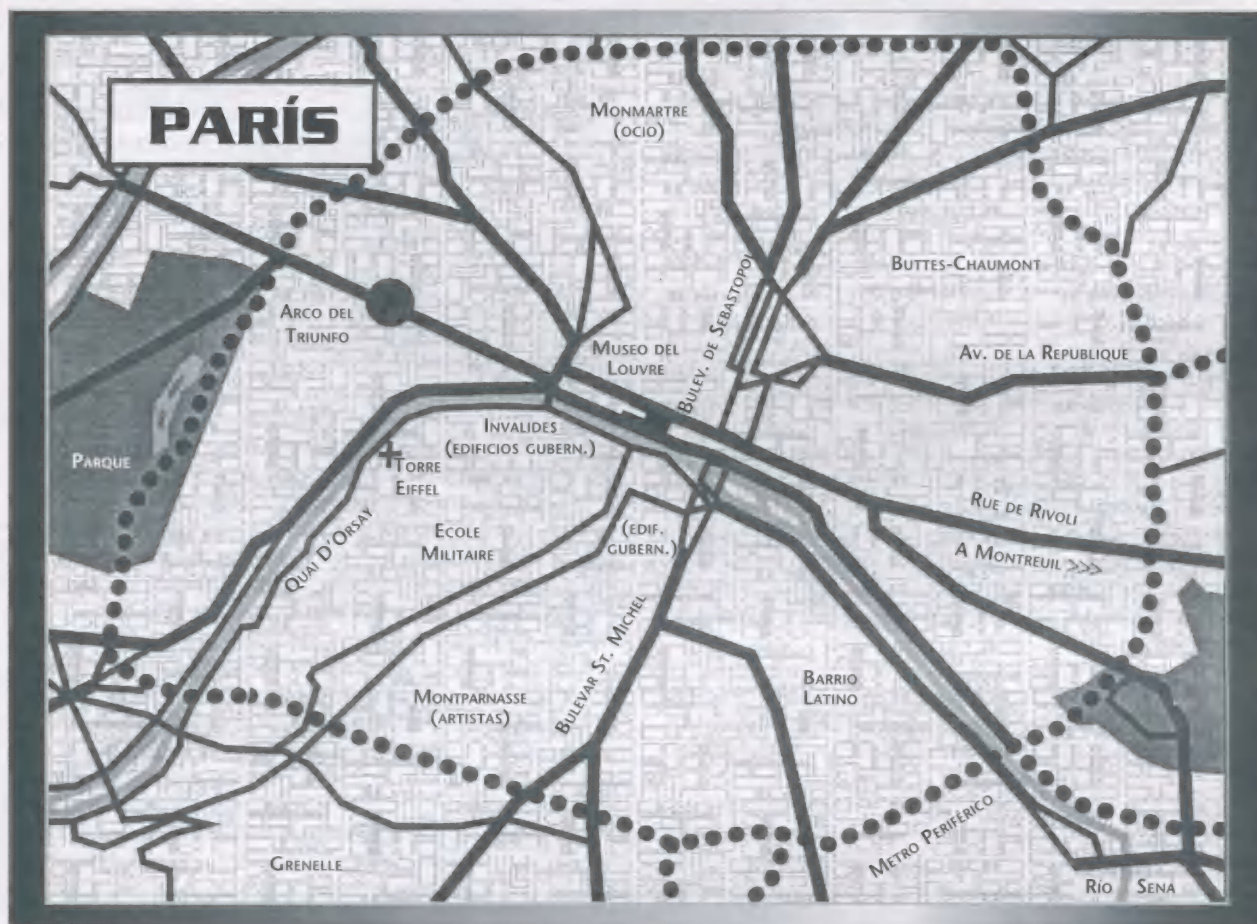 PARÍS
MONMARTRE
(OCIO)
BUTTES-CHAUMONT
ARCO DEL
TRIUNFO
MUSEO DEL
LOUVRE
BULEV. DE SEBASTOPOL
AV. DE LA REPUBLIQUE
INVALIDES
(EDIFICIOS GUBERN.)
PARQUE
TORRE
EIFFEL
QUAI D'ORSAY
ECOLE
MILITAIRE
(EDIF.
GUBERN.)
RUE DE RIVOLI
A MONTREUIL >>>
MONTPARNASSE
(ARTISTAS)
BULEVAR ST. MICHEL
BARRIO
LATINO
METRO PERIFÉRICO
GRENELLE
RÍO SENA